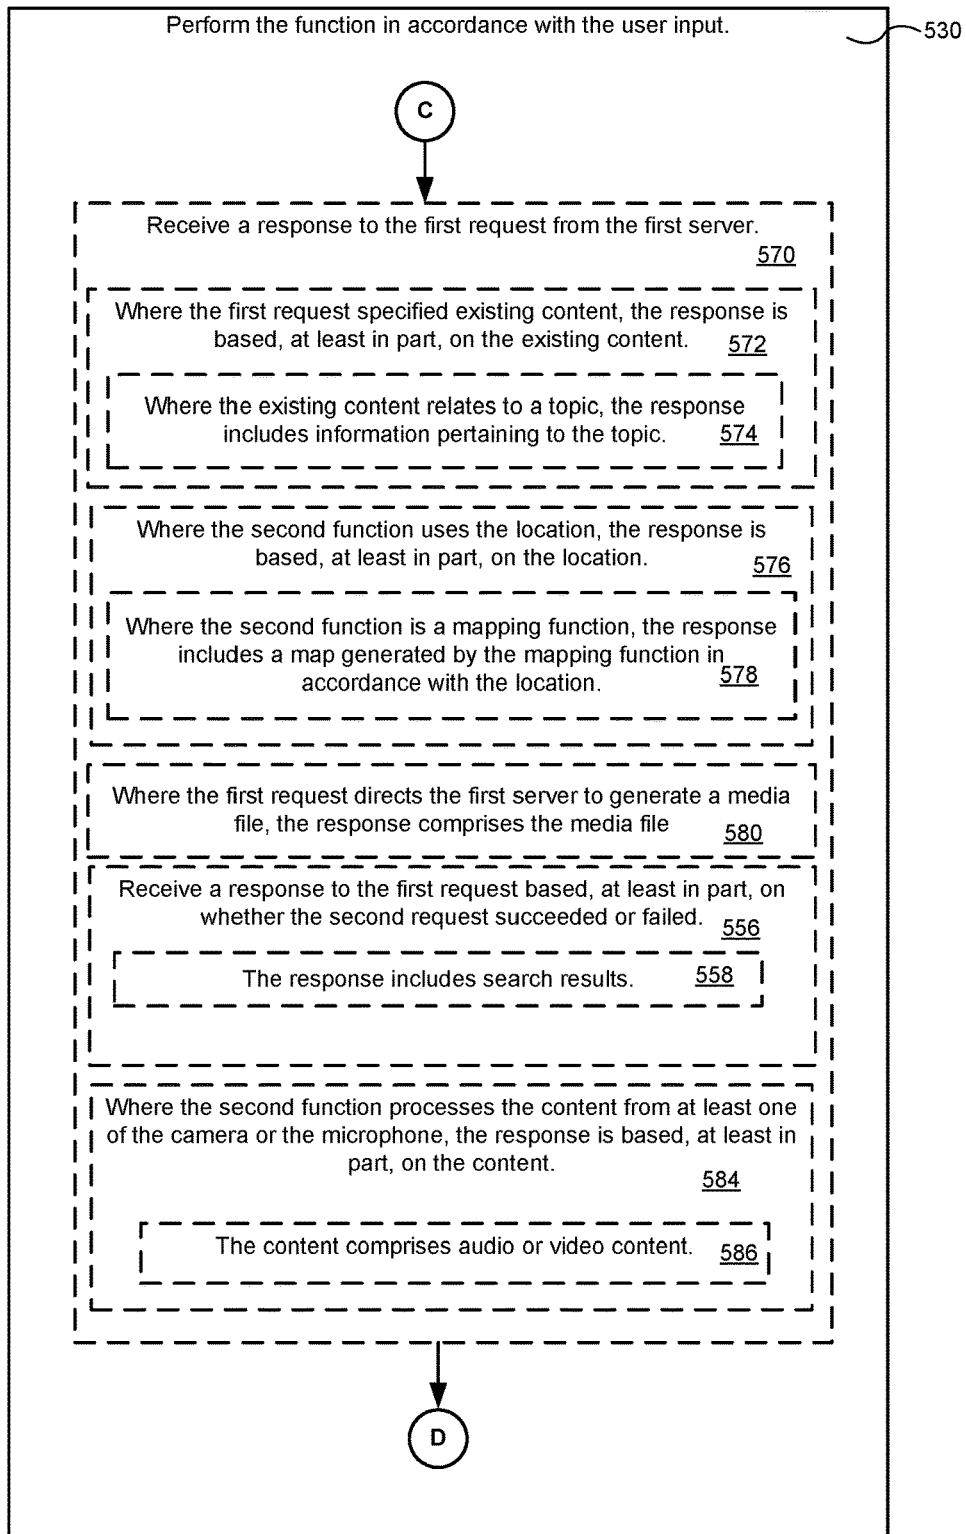 Perform the function in accordance with the user input.
530
C
Receive a response to the first request from the first server.
570
Where the first request specified existing content, the response is
based, at least in part, on the existing content. 572
Where the existing content relates to a topic, the response
includes information pertaining to the topic. 574
Where the second function uses the location, the response is
based, at least in part, on the location. 576
Where the second function is a mapping function, the response
includes a map generated by the mapping function in
accordance with the location. 578
Where the first request directs the first server to generate a media
file, the response comprises the media file 580
Receive a response to the first request based, at least in part, on
whether the second request succeeded or failed. 556
The response includes search results. 558
Where the second function processes the content from at least one
of the camera or the microphone, the response is based, at least in
part, on the content.
584
The content comprises audio or video content. 586
D